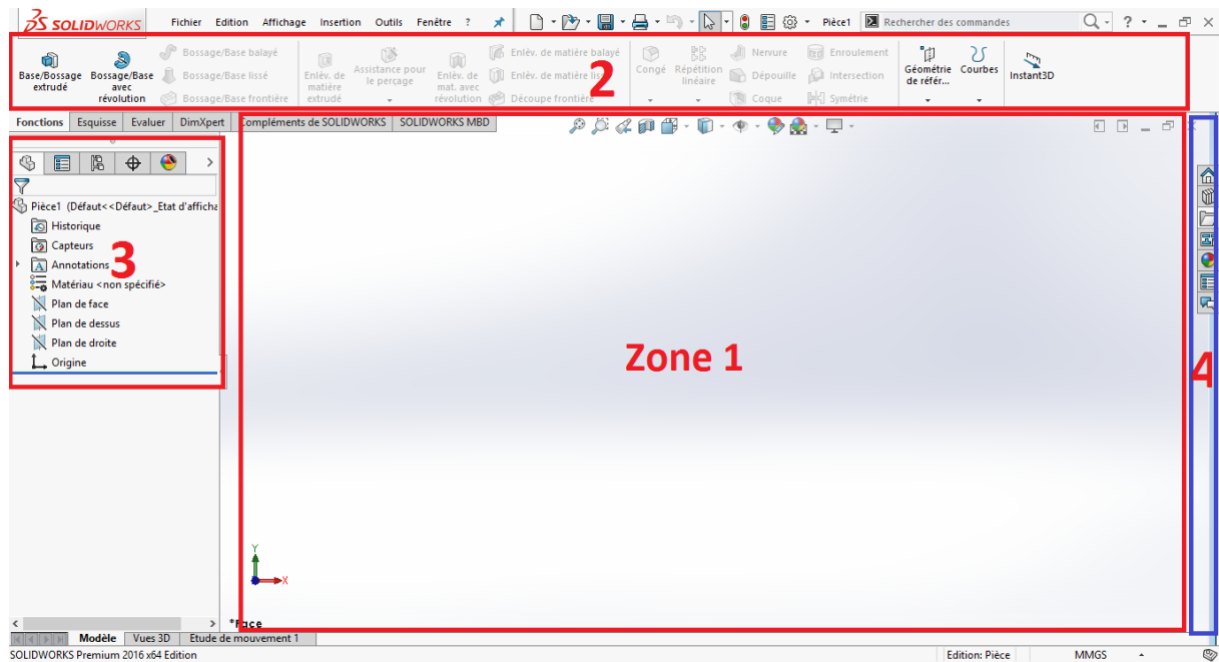 SOLIDWORKS Fichier Edition Affichage Insertion Outils Fenêtre ? Pièce1 Rechercher des commandes ?
Base/Bossage extrudé
Bossage/Base avec révolution
Bossage/Base balayé
Bossage/Base lissé
Bossage/Base frontière
Enlèv. de matière extrudé
Assistance pour le perçage
Enlèv. de mat. avec révolution
Enlèv. de matière balayé
Enlèv. de matière lissé
Découpe frontière
2
Congé
Répétition linéaire
Nervure
Dépouille
Coque
Enroulement
Intersection
Symétrie
Géométrie de référ...
Courbes
Instant3D
Fonctions Esquisse Evaluer DimXpert Compléments de SOLIDWORKS SOLIDWORKS MBD
Pièce1 (Défaut<<Défaut>_Etat d'afficha
Historique
Capteurs
3
Annotations
Matériau <non spécifié>
Plan de face
Plan de dessus
Plan de droite
Origine
Zone 1
4
Y
X
*Face
Modèle Vues 3D Etude de mouvement 1
SOLIDWORKS Premium 2016 x64 Edition Edition: Pièce MMGS